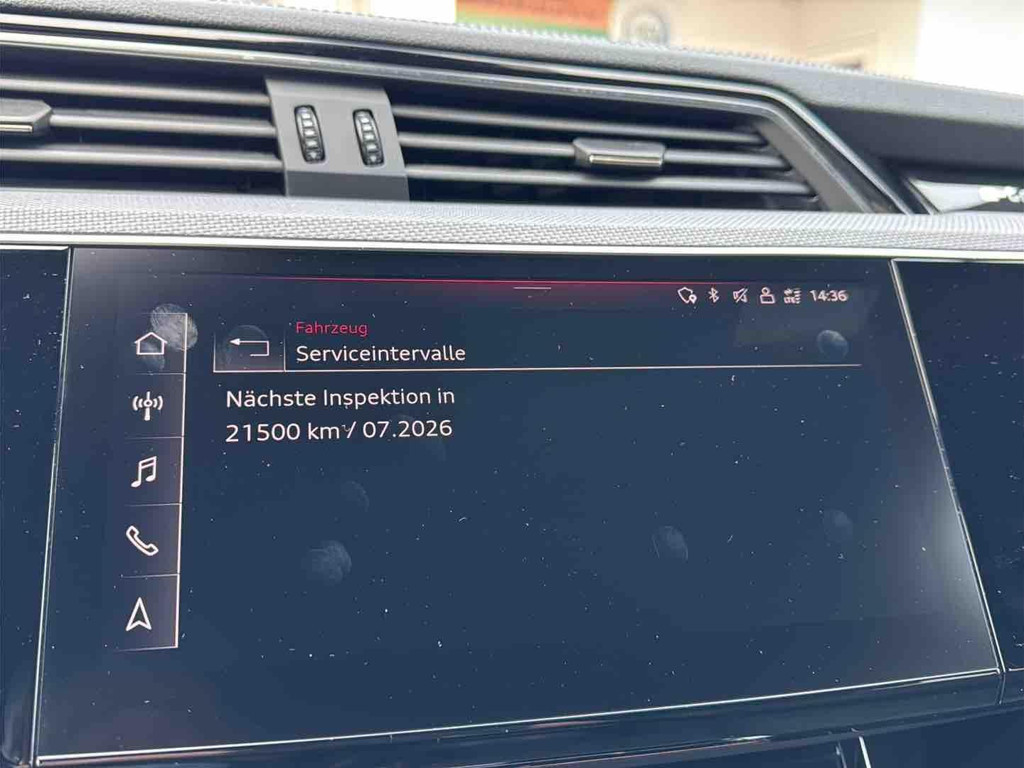 14:36
Fahrzeug
Serviceintervalle
Nächste Inspektion in
21500 km / 07.2026